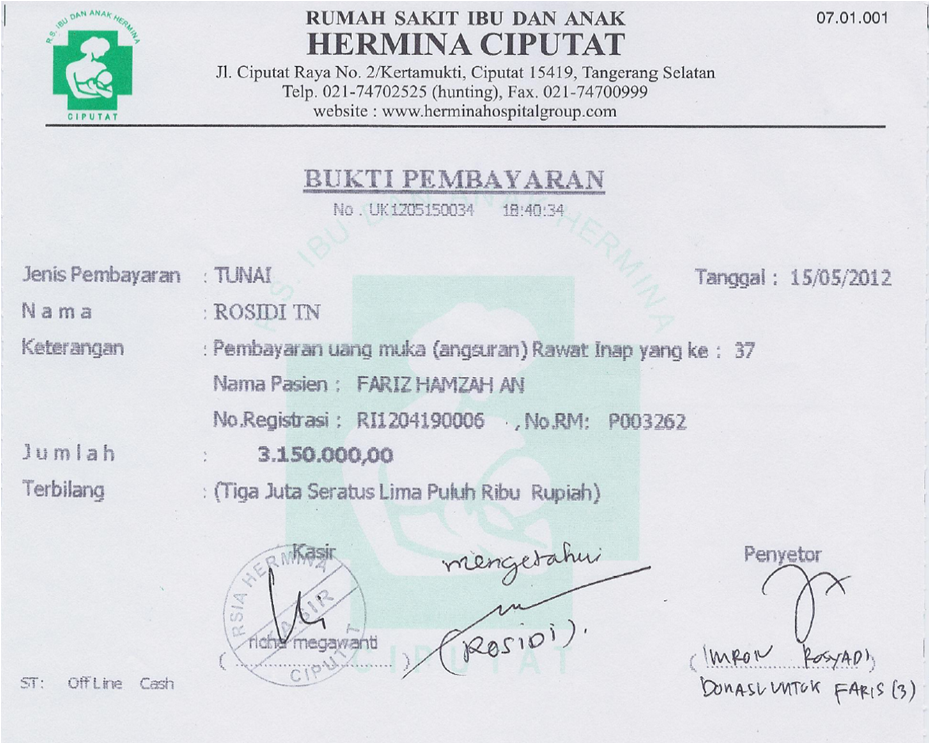 R.S. IBU DAN ANAK HERMINA
CIPUTAT
RUMAH SAKIT IBU DAN ANAK
07.01.001
HERMINA CIPUTAT
Jl. Ciputat Raya No. 2/Kertamukti, Ciputat 15419, Tangerang Selatan
Telp. 021-74702525 (hunting), Fax. 021-74700999
website : www.herminahospitalgroup.com
BUKTI PEMBAYARAN
No . UK1205150034 18:40:34
R.S. IBU DAN ANAK HERMINA
Jenis Pembayaran : TUNAI Tanggal : 15/05/2012
N a m a : ROSIDI TN
Keterangan : Pembayaran uang muka (angsuran) Rawat Inap yang ke : 37
Nama Pasien : FARIZ HAMZAH AN
No.Registrasi : RI1204190006 , No.RM: P003262
J u m l a h : 3.150.000,00
Terbilang : (Tiga Juta Seratus Lima Puluh Ribu Rupiah)
Kasir mengetahui Penyetor
RSIA HERMINA
KASIR
CIPUTAT
richa megawanti (ROSIDI). (IMRON ROSYADI)
CIPUTAT
DONASI UNTUK FARIS (3)
ST: Off Line Cash